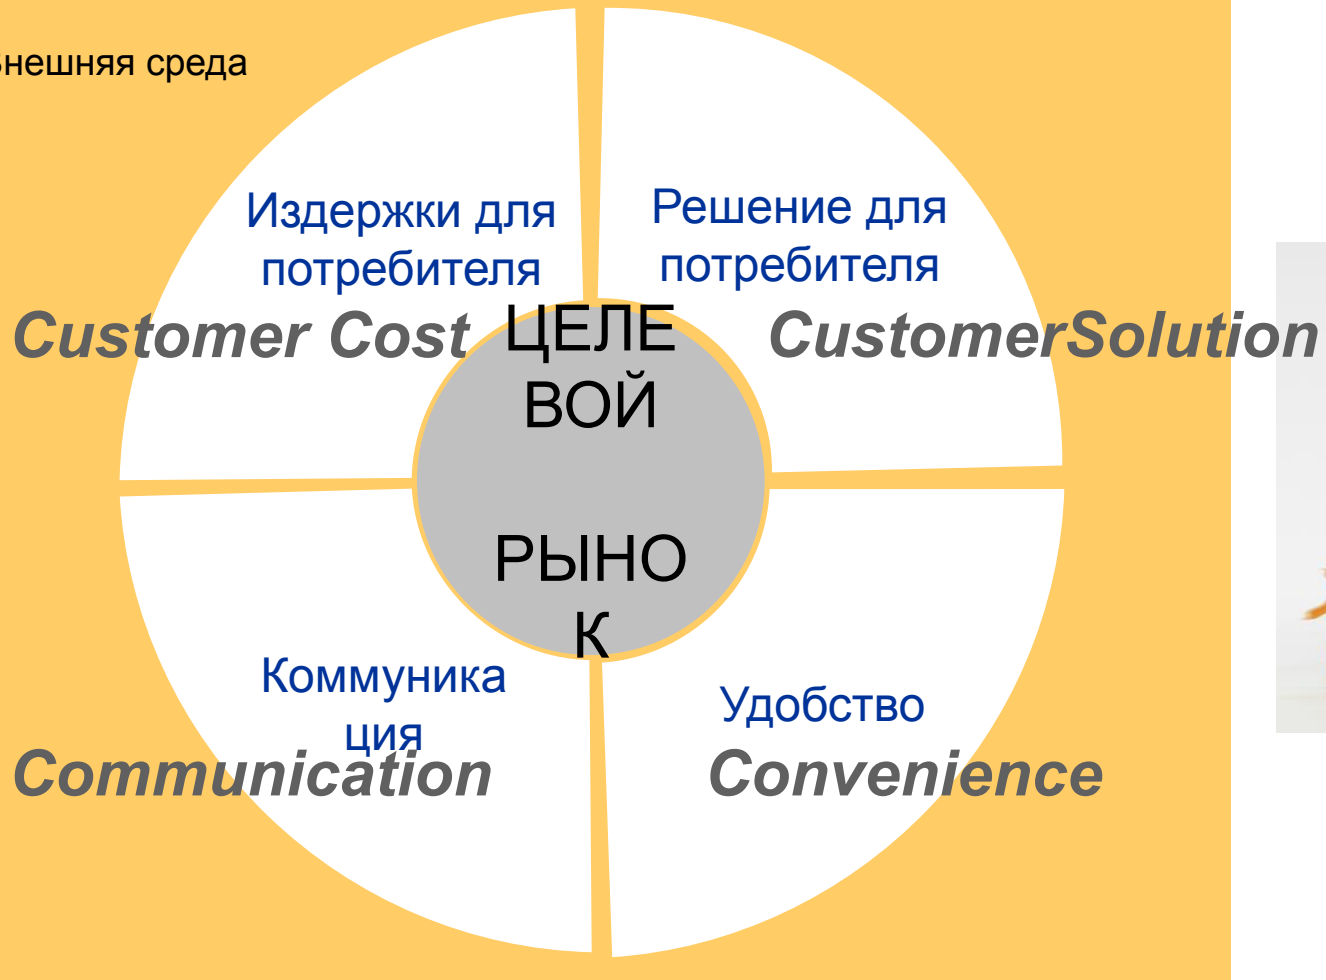 нешняя среда
Издержки для
потребителя
Customer Cost
Решение для
потребителя
CustomerSolution
ЦЕЛЕ
ВОЙ
РЫНО
К
Коммуника
ция
Communication
Удобство
Convenience